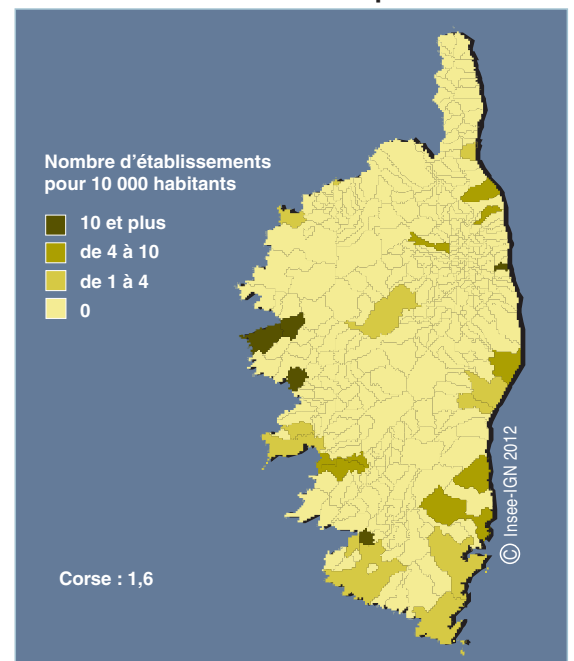 Nombre d'établissements
pour 10 000 habitants
10 et plus
de 4 à 10
de 1 à 4
0
Corse : 1,6
© Insee-IGN 2012